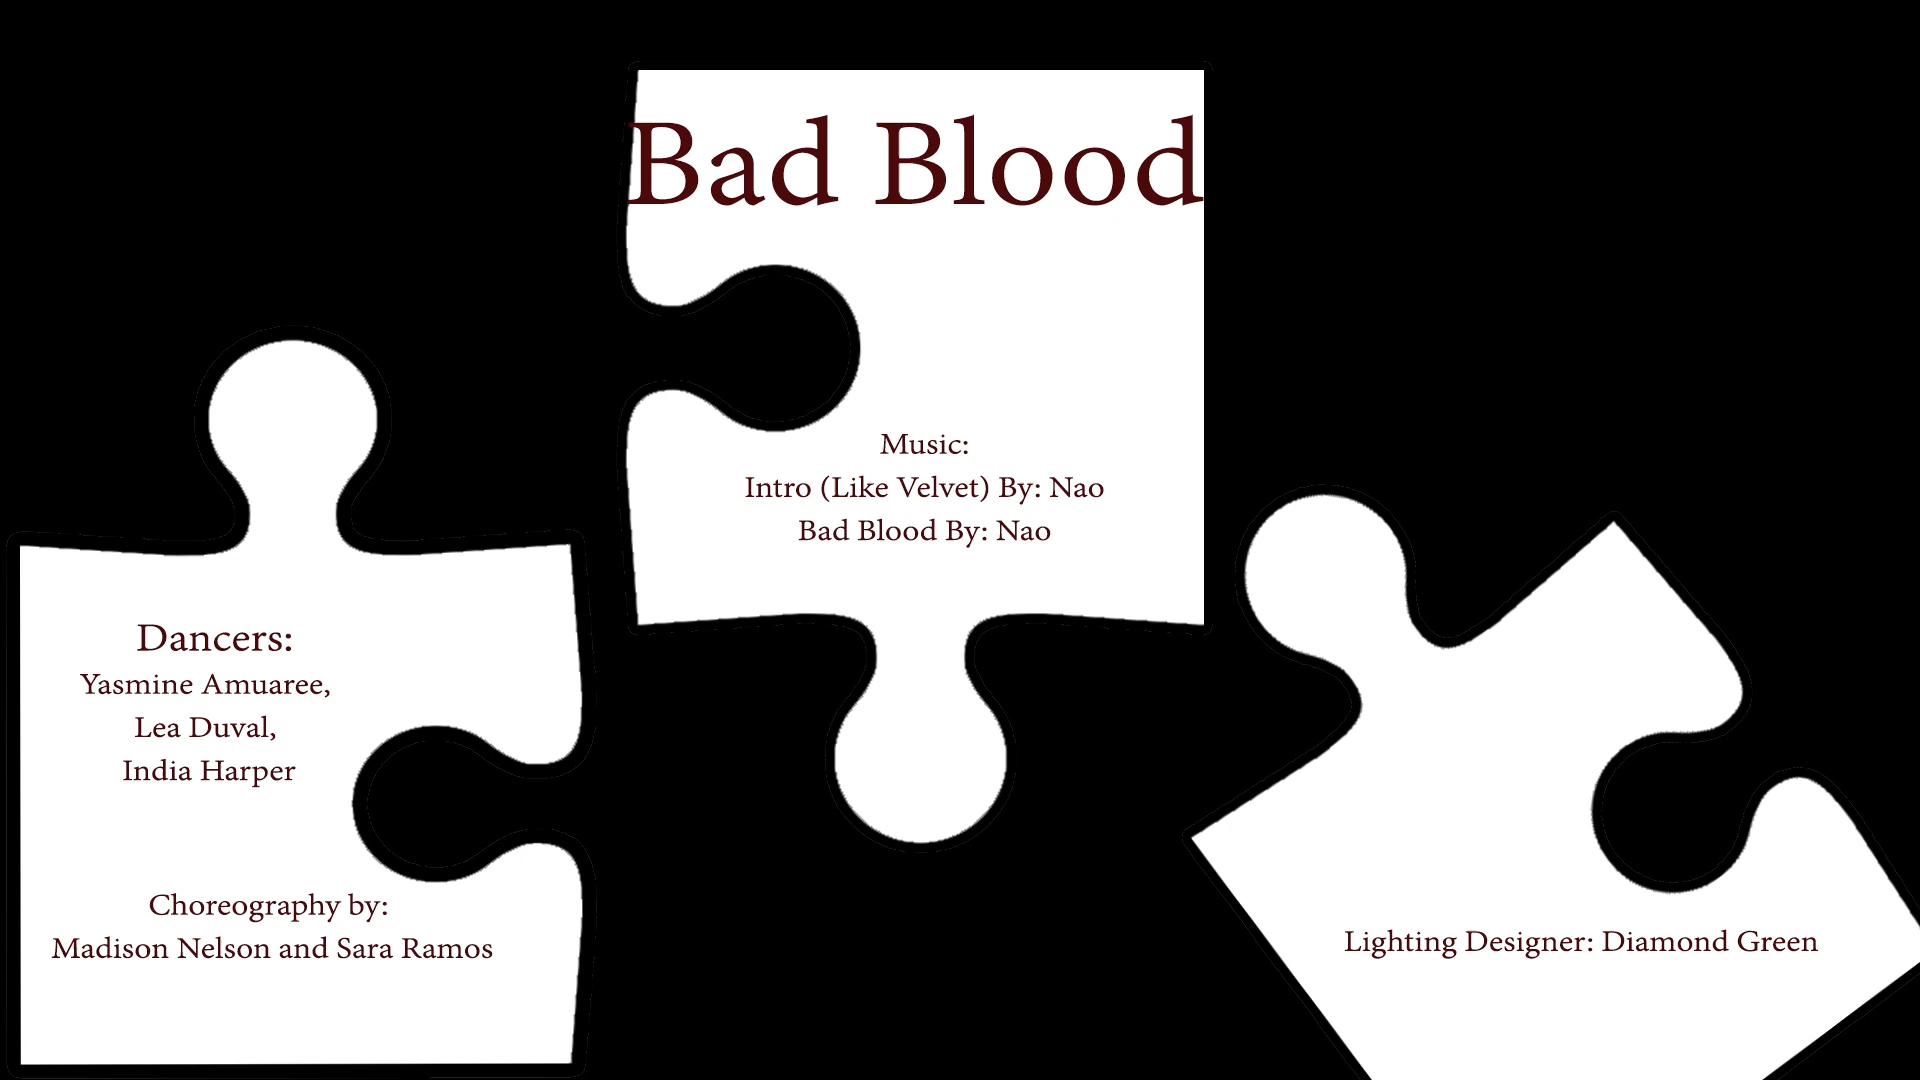 Bad Blood
Music:
Intro (Like Velvet) By: Nao
Bad Blood By: Nao
Dancers:
Yasmine Amuaree,
Lea Duval,
India Harper
Choreography by:
Madison Nelson and Sara Ramos
Lighting Designer: Diamond Green